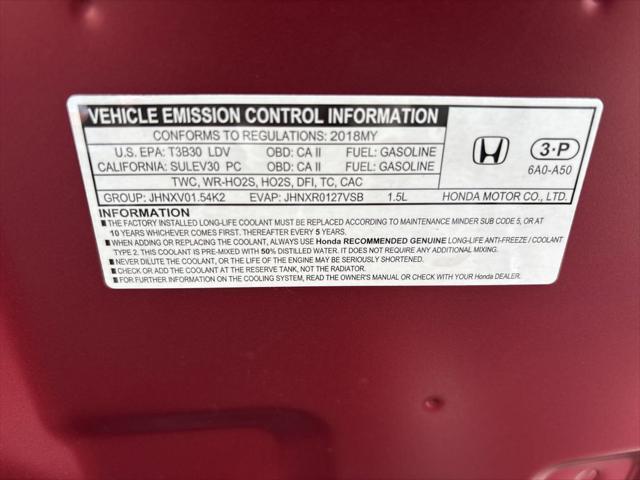 VEHICLE EMISSION CONTROL INFORMATION
CONFORMS TO REGULATIONS: 2018MY
U.S. EPA: T3B30 LDV OBD: CA II FUEL: GASOLINE
CALIFORNIA: SULEV30 PC OBD: CA II FUEL: GASOLINE
TWC, WR-HO2S, HO2S, DFI, TC, CAC
GROUP: JHNXV01.54K2 EVAP: JHNXR0127VSB 1.5L
3·P
6A0-A50
HONDA MOTOR CO., LTD.
INFORMATION
■ THE FACTORY INSTALLED LONG-LIFE COOLANT MUST BE REPLACED ACCORDING TO MAINTENANCE MINDER SUB CODE 5, OR AT
10 YEARS WHICHEVER COMES FIRST, THEREAFTER EVERY 5 YEARS.
■ WHEN ADDING OR REPLACING THE COOLANT, ALWAYS USE Honda RECOMMENDED GENUINE LONG-LIFE ANTI-FREEZE / COOLANT
TYPE 2. THIS COOLANT IS PRE-MIXED WITH 50% DISTILLED WATER. IT DOES NOT REQUIRE ANY ADDITIONAL MIXING.
■ NEVER DILUTE THE COOLANT, OR THE LIFE OF THE ENGINE MAY BE SERIOUSLY SHORTENED.
■ CHECK OR ADD THE COOLANT AT THE RESERVE TANK, NOT THE RADIATOR.
■ FOR FURTHER INFORMATION ON THE COOLING SYSTEM, READ THE OWNER'S MANUAL OR CHECK WITH YOUR Honda DEALER.